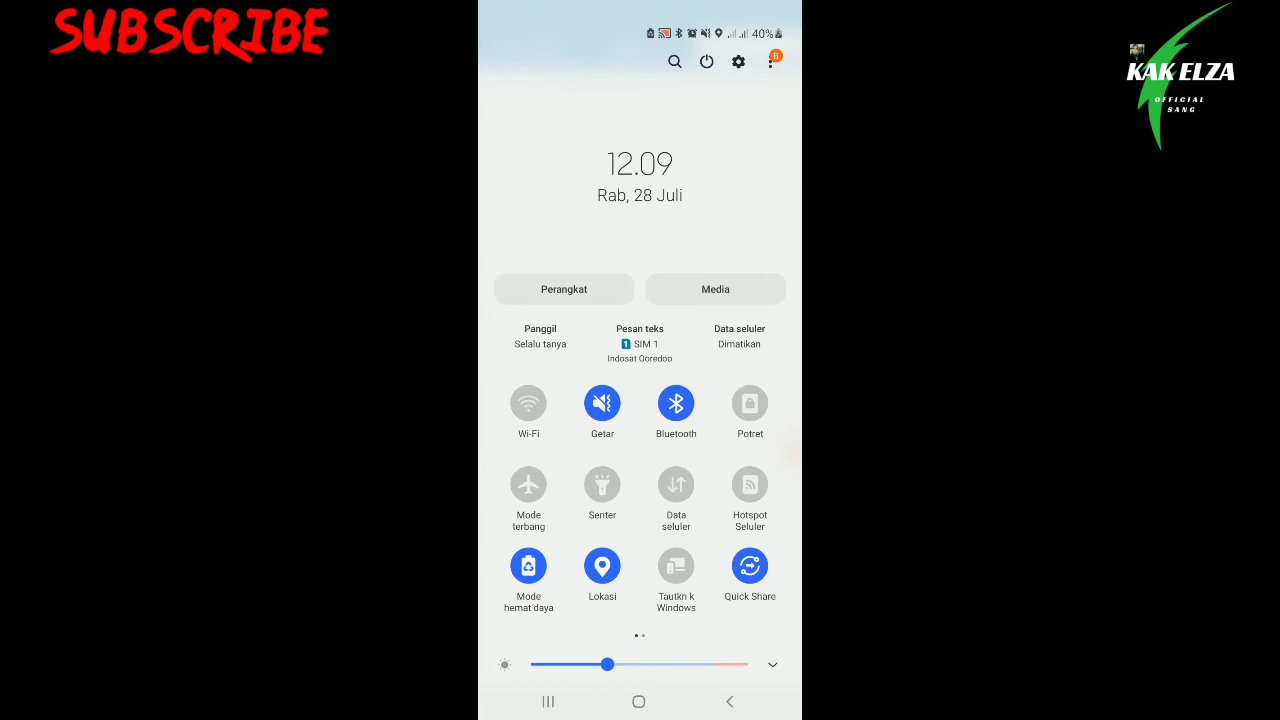 SUBSCRIBE
KAK ELZA
OFFICIAL
SANG
40%
B
12.09
Rab, 28 Juli
Perangkat Media
Panggil Pesan teks Data seluler
Selalu tanya 1 SIM 1 Dimatikan
Indosat Ooredoo
Wi-Fi Getar Bluetooth Potret
Mode terbang Senter Data seluler Hotspot Seluler
Mode hemat daya Lokasi Tautkn k Windows Quick Share